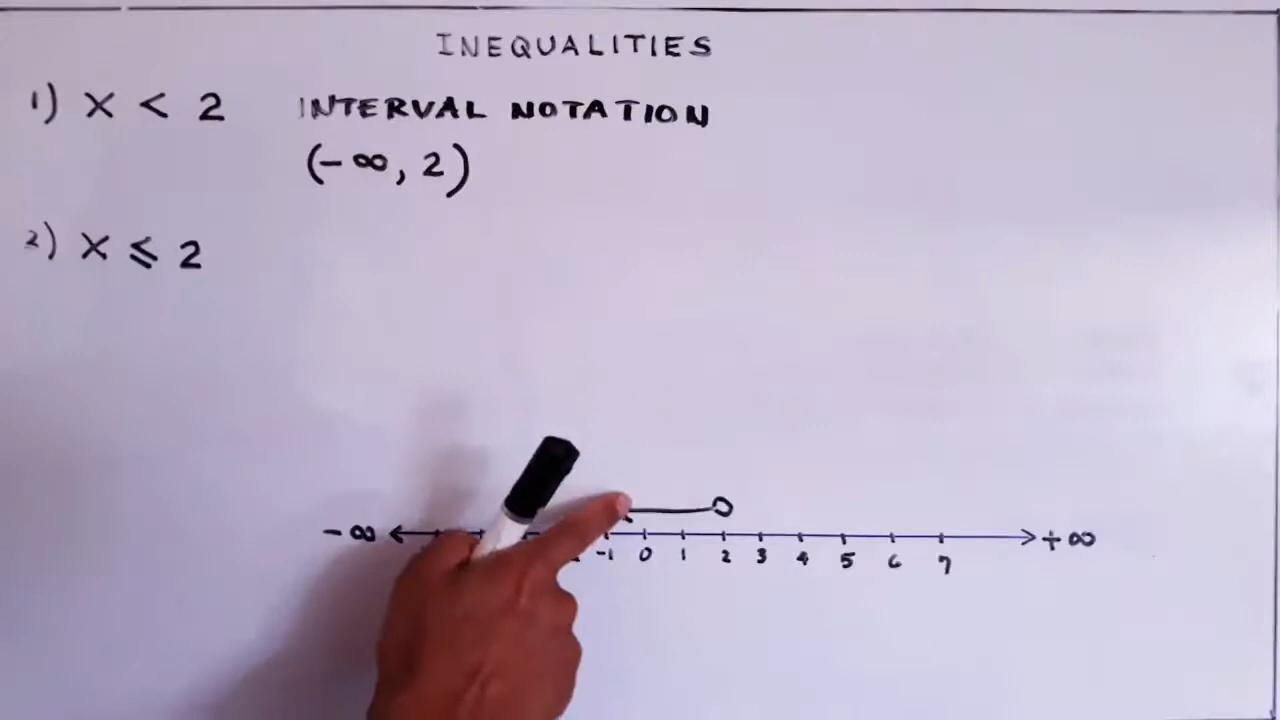 INEQUALITIES
1) X < 2 INTERVAL NOTATION
(-∞, 2)
2) X ⩽ 2
-∞ -1 0 1 2 3 4 5 6 7 +∞